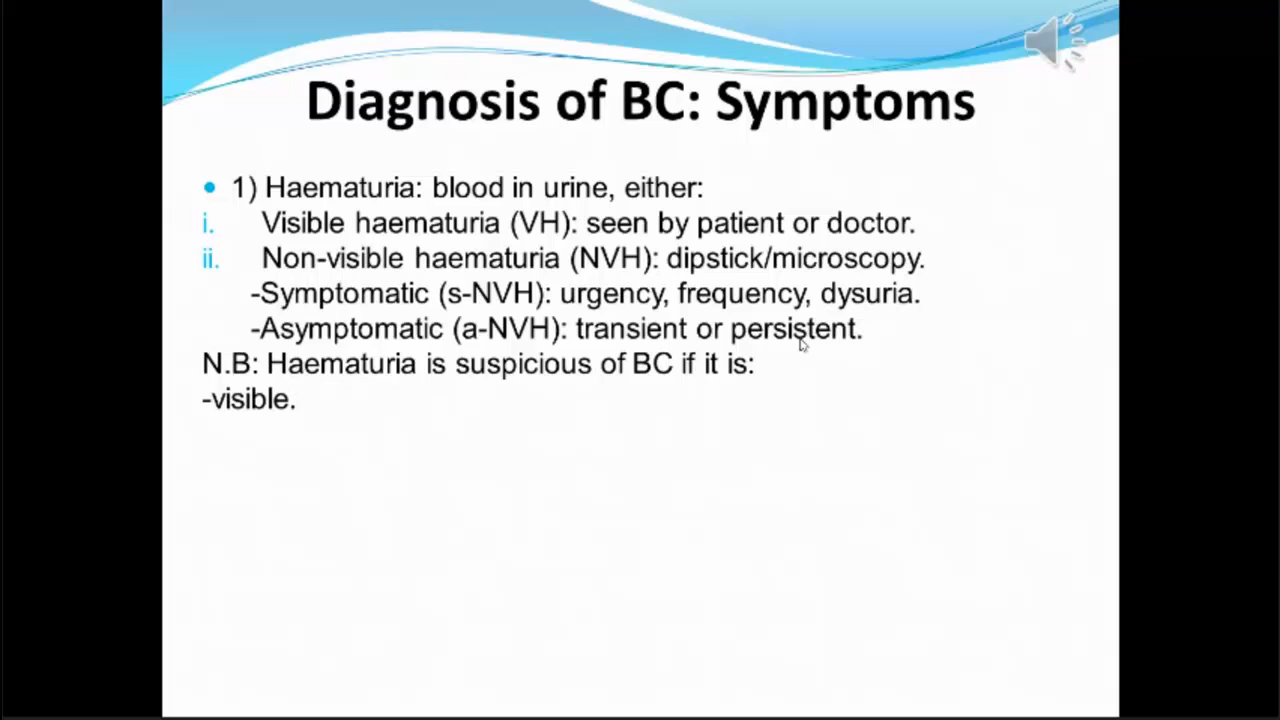 Diagnosis of BC: Symptoms
• 1) Haematuria: blood in urine, either:
i. Visible haematuria (VH): seen by patient or doctor.
ii. Non-visible haematuria (NVH): dipstick/microscopy.
-Symptomatic (s-NVH): urgency, frequency, dysuria.
-Asymptomatic (a-NVH): transient or persistent.
N.B: Haematuria is suspicious of BC if it is:
-visible.